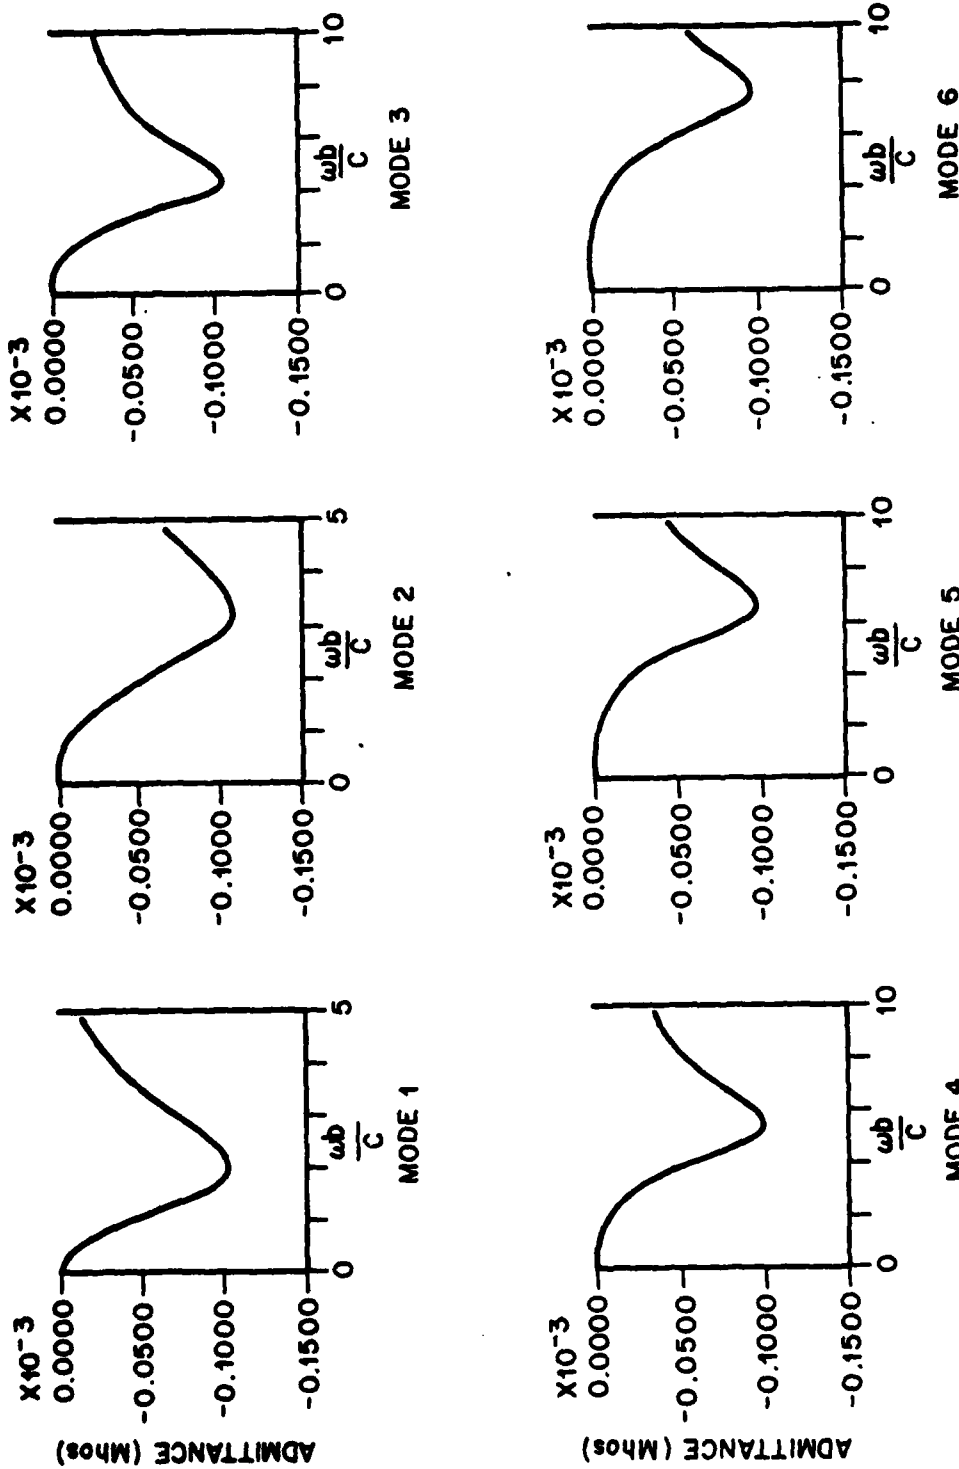 ADMITTANCE (Mhos)
X10⁻³
0.0000
-0.0500
-0.1000
-0.1500
0
5
ωb
C
MODE 1
X10⁻³
0.0000
-0.0500
-0.1000
-0.1500
0
5
ωb
C
MODE 2
X10⁻³
0.0000
-0.0500
-0.1000
-0.1500
0
10
ωb
C
MODE 3
ADMITTANCE (Mhos)
X10⁻³
0.0000
-0.0500
-0.1000
-0.1500
0
10
ωb
C
MODE 4
X10⁻³
0.0000
-0.0500
-0.1000
-0.1500
0
10
ωb
C
MODE 5
X10⁻³
0.0000
-0.0500
-0.1000
-0.1500
0
10
ωb
C
MODE 6